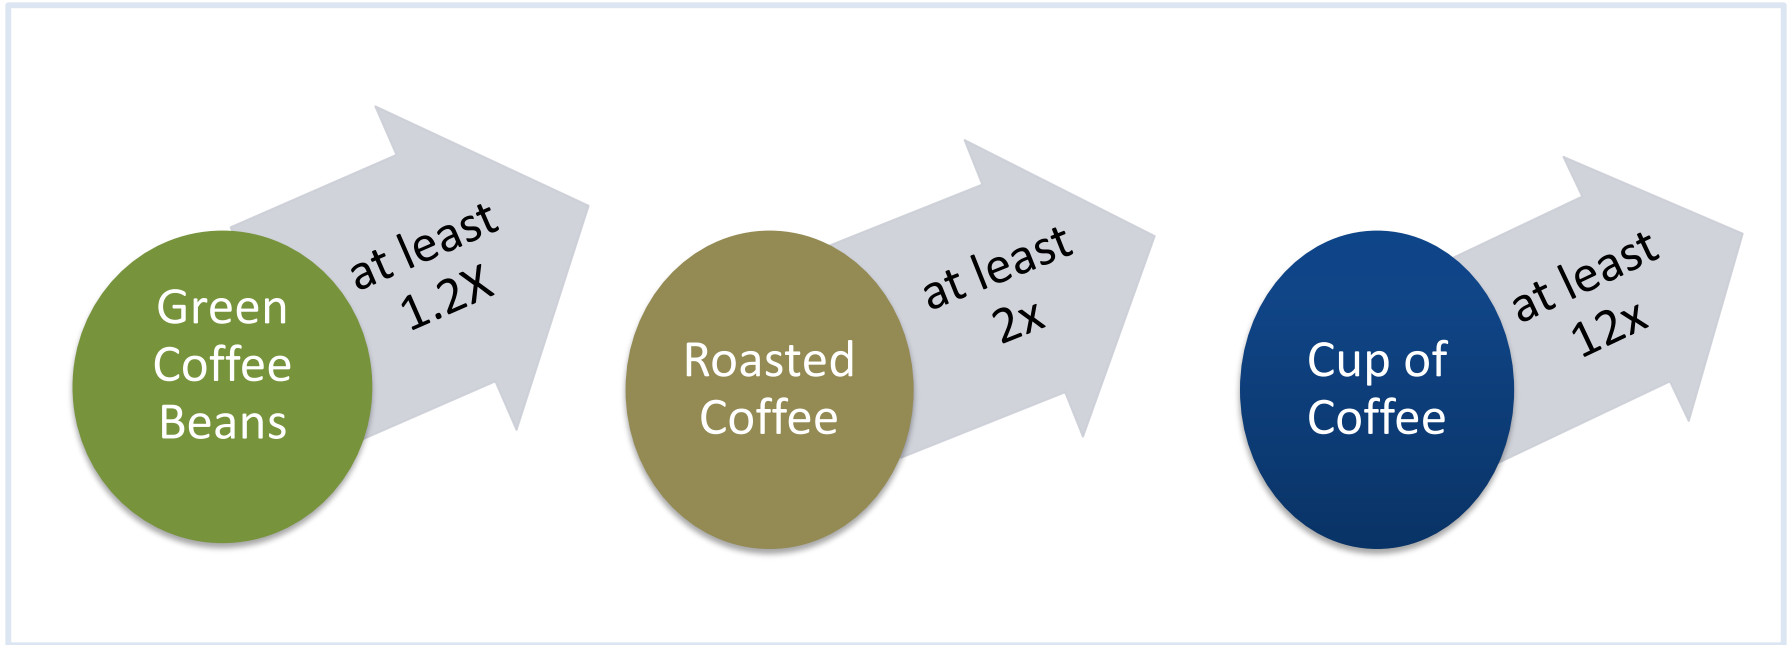 Green
Coffee
Beans
at least
1.2X
Roasted
Coffee
at least
2x
Cup of
Coffee
at least
12x